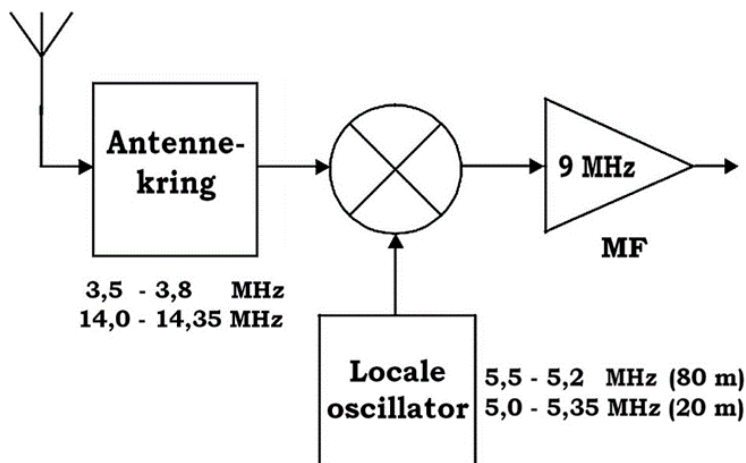 Antenne-
kring
3,5 - 3,8 MHz
14,0 - 14,35 MHz
9 MHz
MF
Locale
oscillator
5,5 - 5,2 MHz (80 m)
5,0 - 5,35 MHz (20 m)